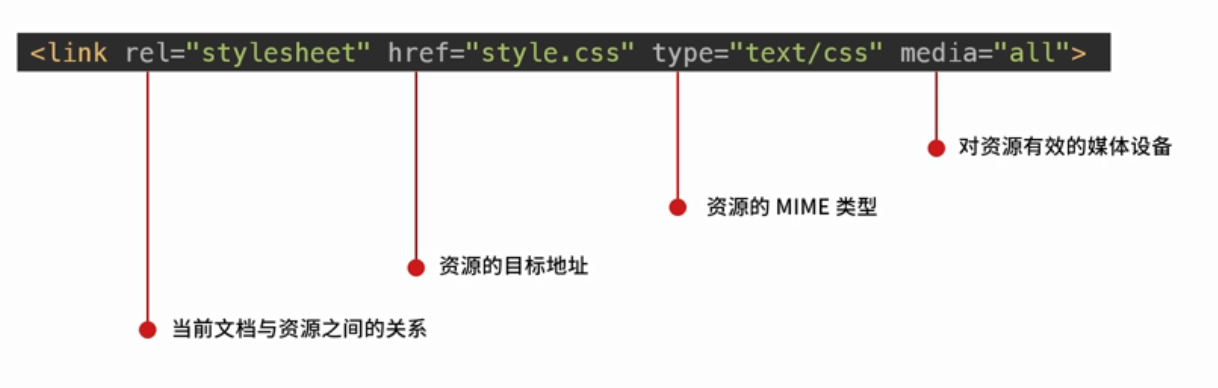 <link rel="stylesheet" href="style.css" type="text/css" media="all">
对资源有效的媒体设备
资源的 MIME 类型
资源的目标地址
当前文档与资源之间的关系